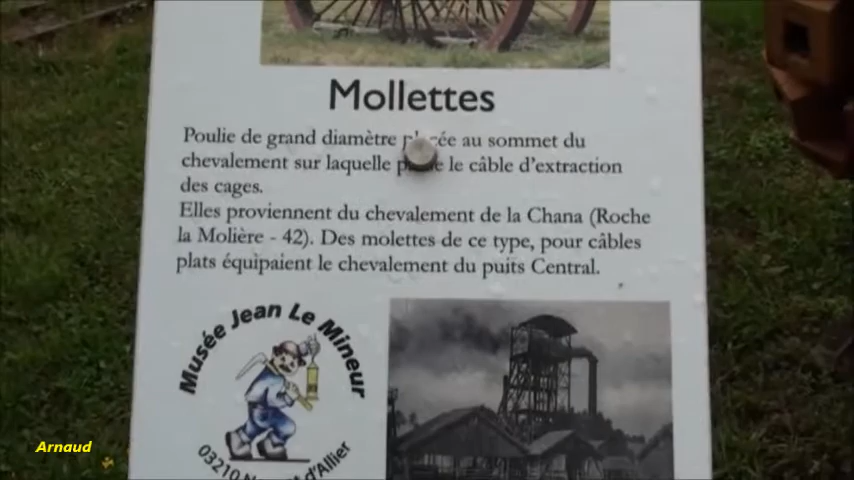 Mollettes
Poulie de grand diamètre placée au sommet du
chevalement sur laquelle passe le câble d'extraction
des cages.
Elles proviennent du chevalement de la Chana (Roche
la Molière - 42). Des molettes de ce type, pour câbles
plats équipaient le chevalement du puits Central.
Musée Jean Le Mineur
03210 d'Allier
Arnaud